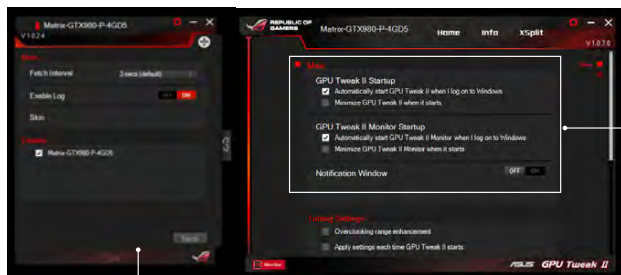 Matrix-GTX980-P-4GD5
V 1.0.2.4
Main
Fetch Interval
3 secs (default)
Enable Log
OFF ON
Skin
Matrix-GTX980-P-4GD5
REPUBLIC OF
GAMERS
Matrix-GTX980-P-4GD5
Home
Info
XSplit
V 1.0.7.0
Main
GPU Tweak II Startup
Automatically start GPU Tweak II when I log on to Windows
Minimize GPU Tweak II when it starts
GPU Tweak II Monitor Startup
Automatically start GPU Tweak II Monitor when I log on to Windows
Minimize GPU Tweak II Monitor when it starts
Notification Window
OFF ON
Overclocking range enhancement
Apply settings each time GPU Tweak II starts
Monitor
ASUS GPU Tweak II